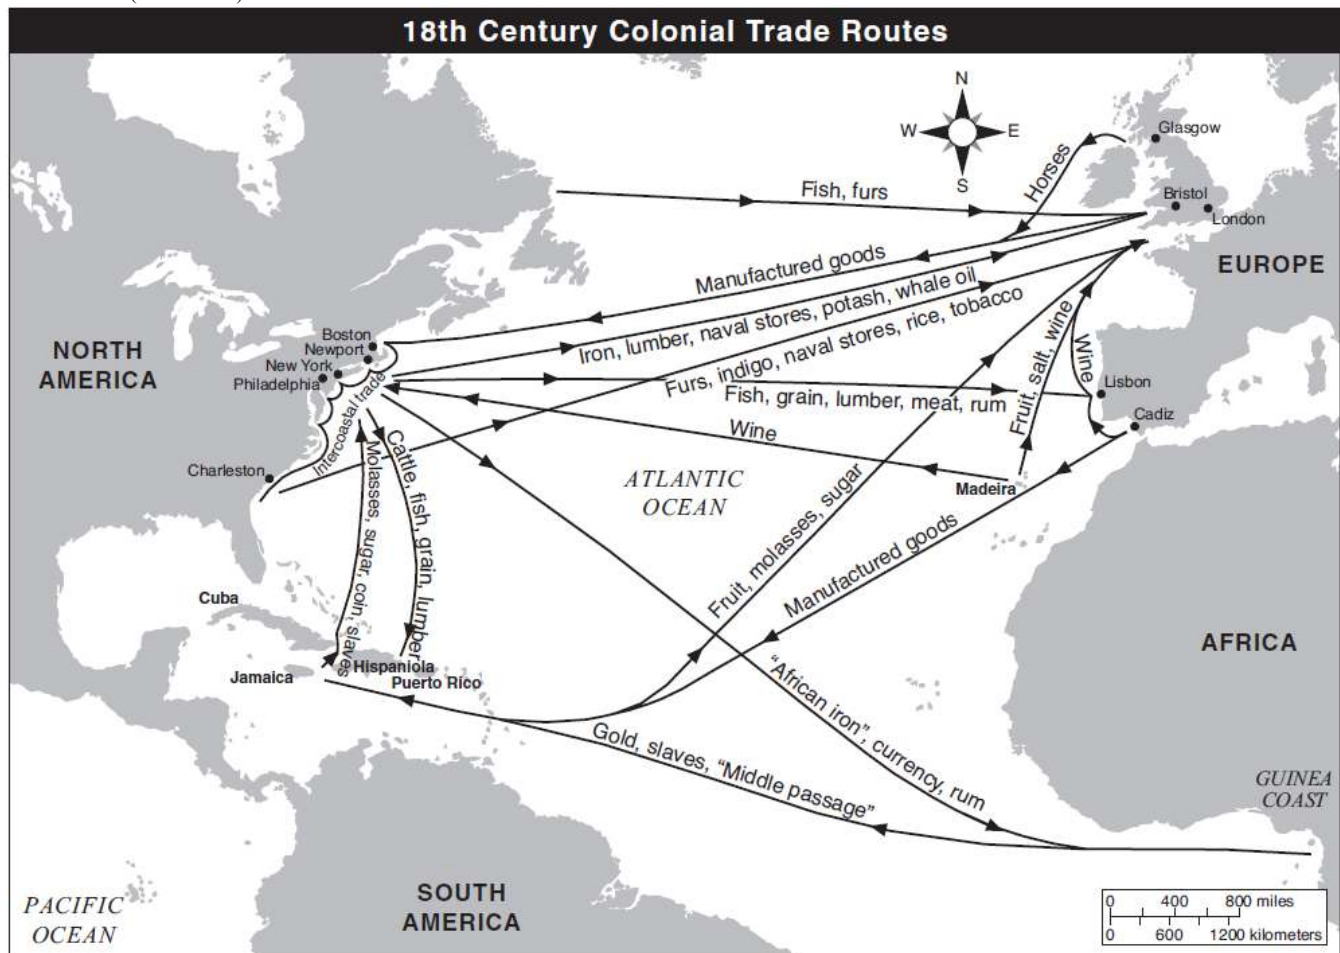 18th Century Colonial Trade Routes
N
W
E
S
Glasgow
Horses
Fish, furs
Bristol
London
EUROPE
Manufactured goods
Iron, lumber, naval stores, potash, whale oil
Furs, indigo, naval stores, rice, tobacco
Fish, grain, lumber, meat, rum
Fruit, salt, wine
Wine
Lisbon
Cadiz
NORTH
AMERICA
Boston
Newport
New York
Philadelphia
Intercoastal trade
Charleston
Wine
Madeira
ATLANTIC
OCEAN
Molasses, sugar, coin, slaves
Cattle, fish, grain, lumber
Fruit, molasses, sugar
Manufactured goods
Cuba
Jamaica
Hispaniola
Puerto Rico
AFRICA
"African iron", currency, rum
Gold, slaves, "Middle passage"
GUINEA
COAST
SOUTH
AMERICA
PACIFIC
OCEAN
0 400 800 miles
0 600 1200 kilometers